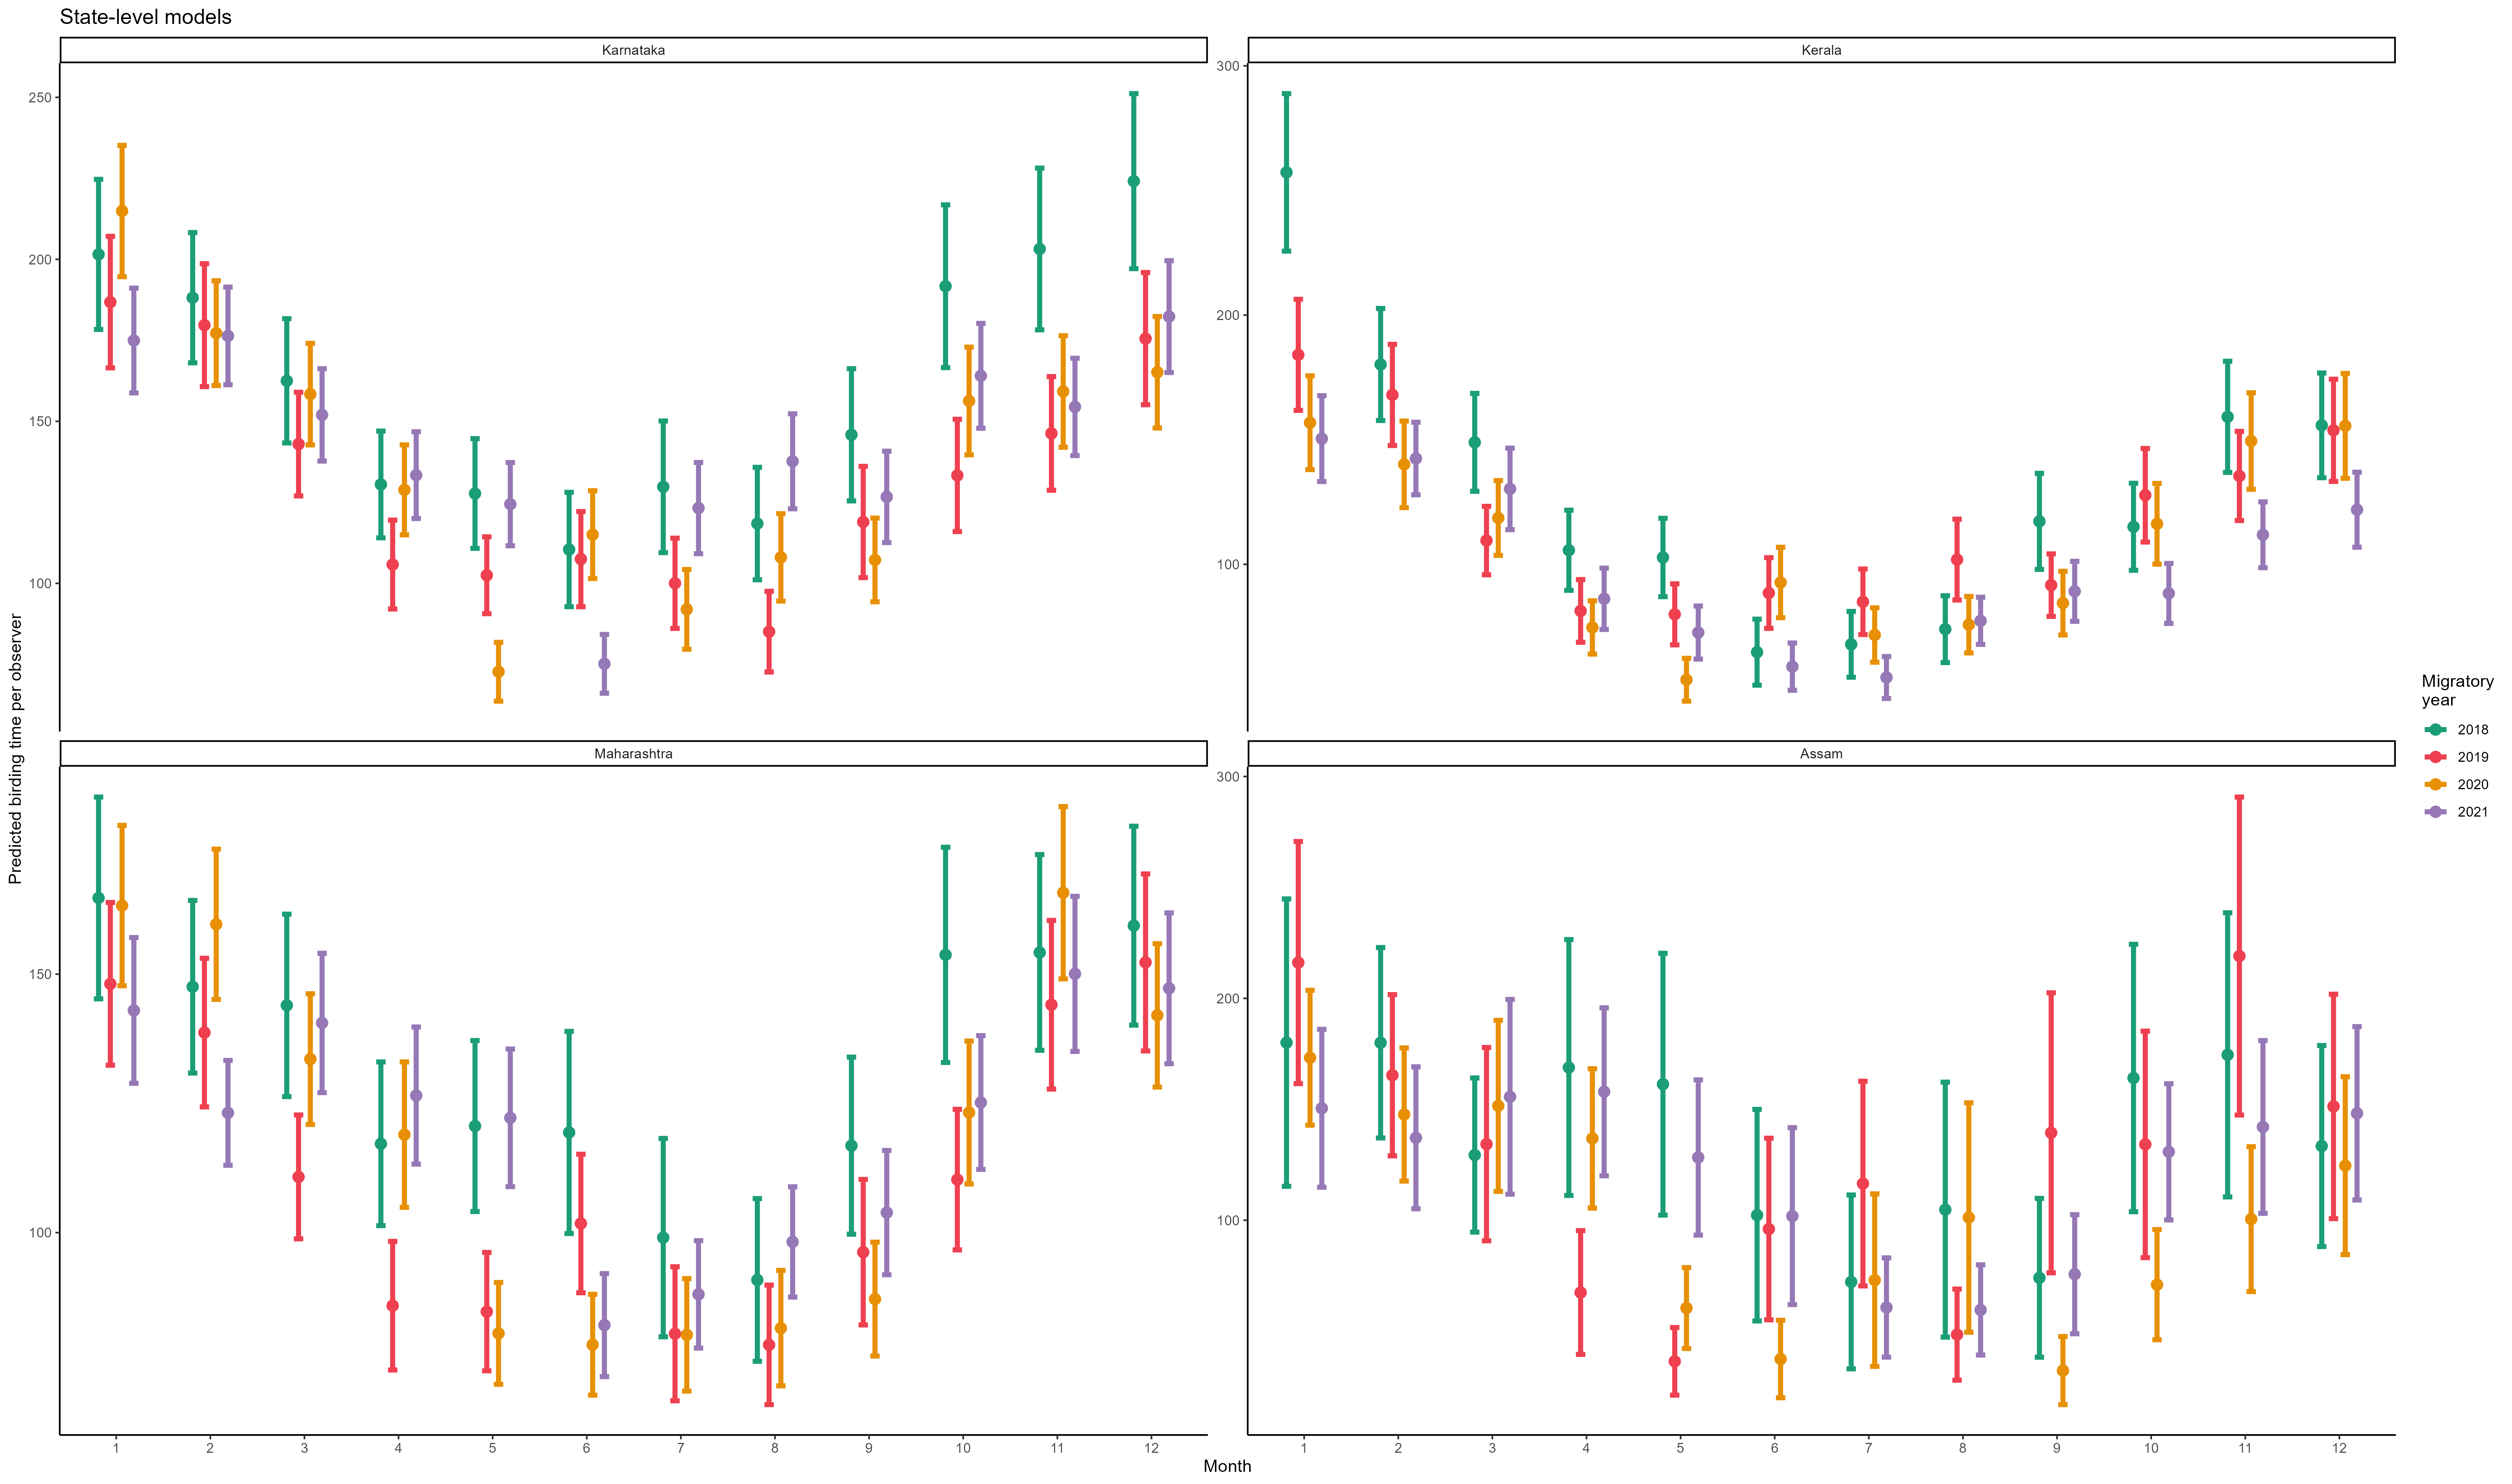 State-level models
Karnataka
Kerala
250
200
150
100
300
200
100
Predicted birding time per observer
Maharashtra
Assam
150
100
300
200
100
1 2 3 4 5 6 7 8 9 10 11 12
1 2 3 4 5 6 7 8 9 10 11 12
Month
Migratory
year
2018
2019
2020
2021